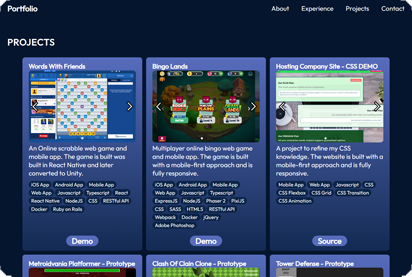 Portfolio
About Experience Projects Contact
PROJECTS
Words With Friends
An Online scrabble web game and
mobile app. The game is built was
built in React Native and later
converted to Unity.
iOS App Android App Mobile App
Web App Javascript Typescript React
React Native NodeJS CSS RESTful API
Docker Ruby on Rails
Demo
Bingo Lands
Multiplayer online bingo web game
and mobile app. The game is built
with a mobile-first approach and is
fully responsive.
iOS App Android App Mobile App
Web App Javascript Typescript
ExpressJS NodeJS Phaser 2 PixiJS
CSS SASS HTML5 RESTful API
Webpack Docker jQuery
Adobe Photoshop
Demo
Hosting Company Site - CSS DEMO
A project to refine my CSS
knowledge. The website is built with a
mobile-first approach and is fully
responsive.
Mobile App Web App Javascript CSS
CSS Flexbox CSS Grid CSS Transition
CSS Animation
Source
Metroidvania Platformer - Prototype
Clash Of Clain Clone - Prototype
Tower Defense - Prototype